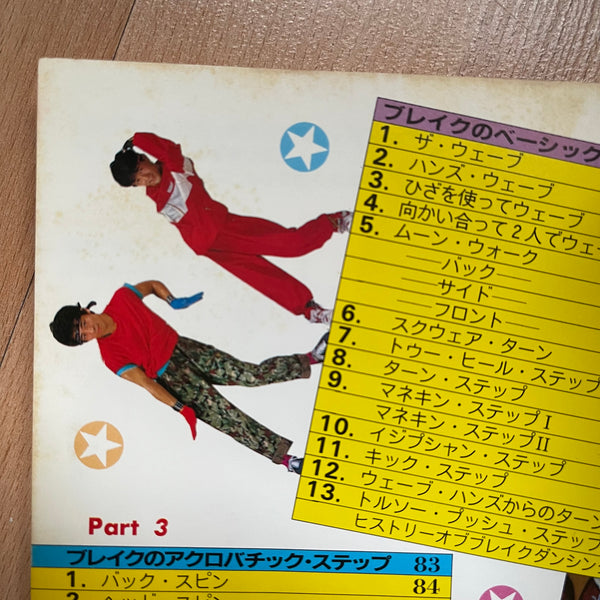 ブレイクのベーシック
1. ザ・ウェーブ
2. ハンズ・ウェーブ
3. ひざを使ってウェーブ
4. 向かい合って2人でウェー
5. ムーン・ウォーク
――バック――
――サイド――
――フロント――
6. スクウェア・ターン
7. トゥー・ヒール・ステップ
8. ターン・ステップ
9. マネキン・ステップI
マネキン・ステップII
10. イジプシャン・ステップ
11. キック・ステップ
12. ウェーブ・ハンズからのターン
13. トルソー・プッシュ・ステップ
ヒストリーオブブレイクダンシン
Part 3
ブレイクのアクロバチック・ステップ 83
1. バック・スピン 84
2. ヘッド・スピン